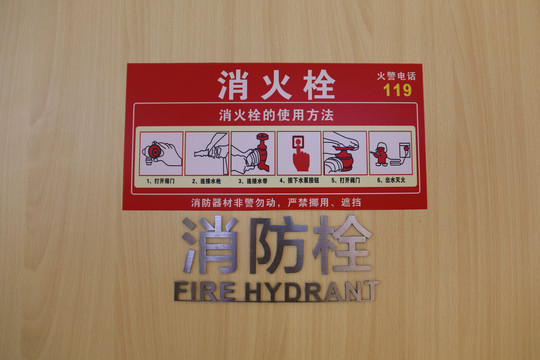 消火栓
火警电话
119
消火栓的使用方法
1、打开箱门 2、连接水枪 3、连接水带 4、按下水泵按钮 5、打开阀门 6、出水灭火
消防器材非警勿动，严禁挪用、遮挡
消防栓
FIRE HYDRANT